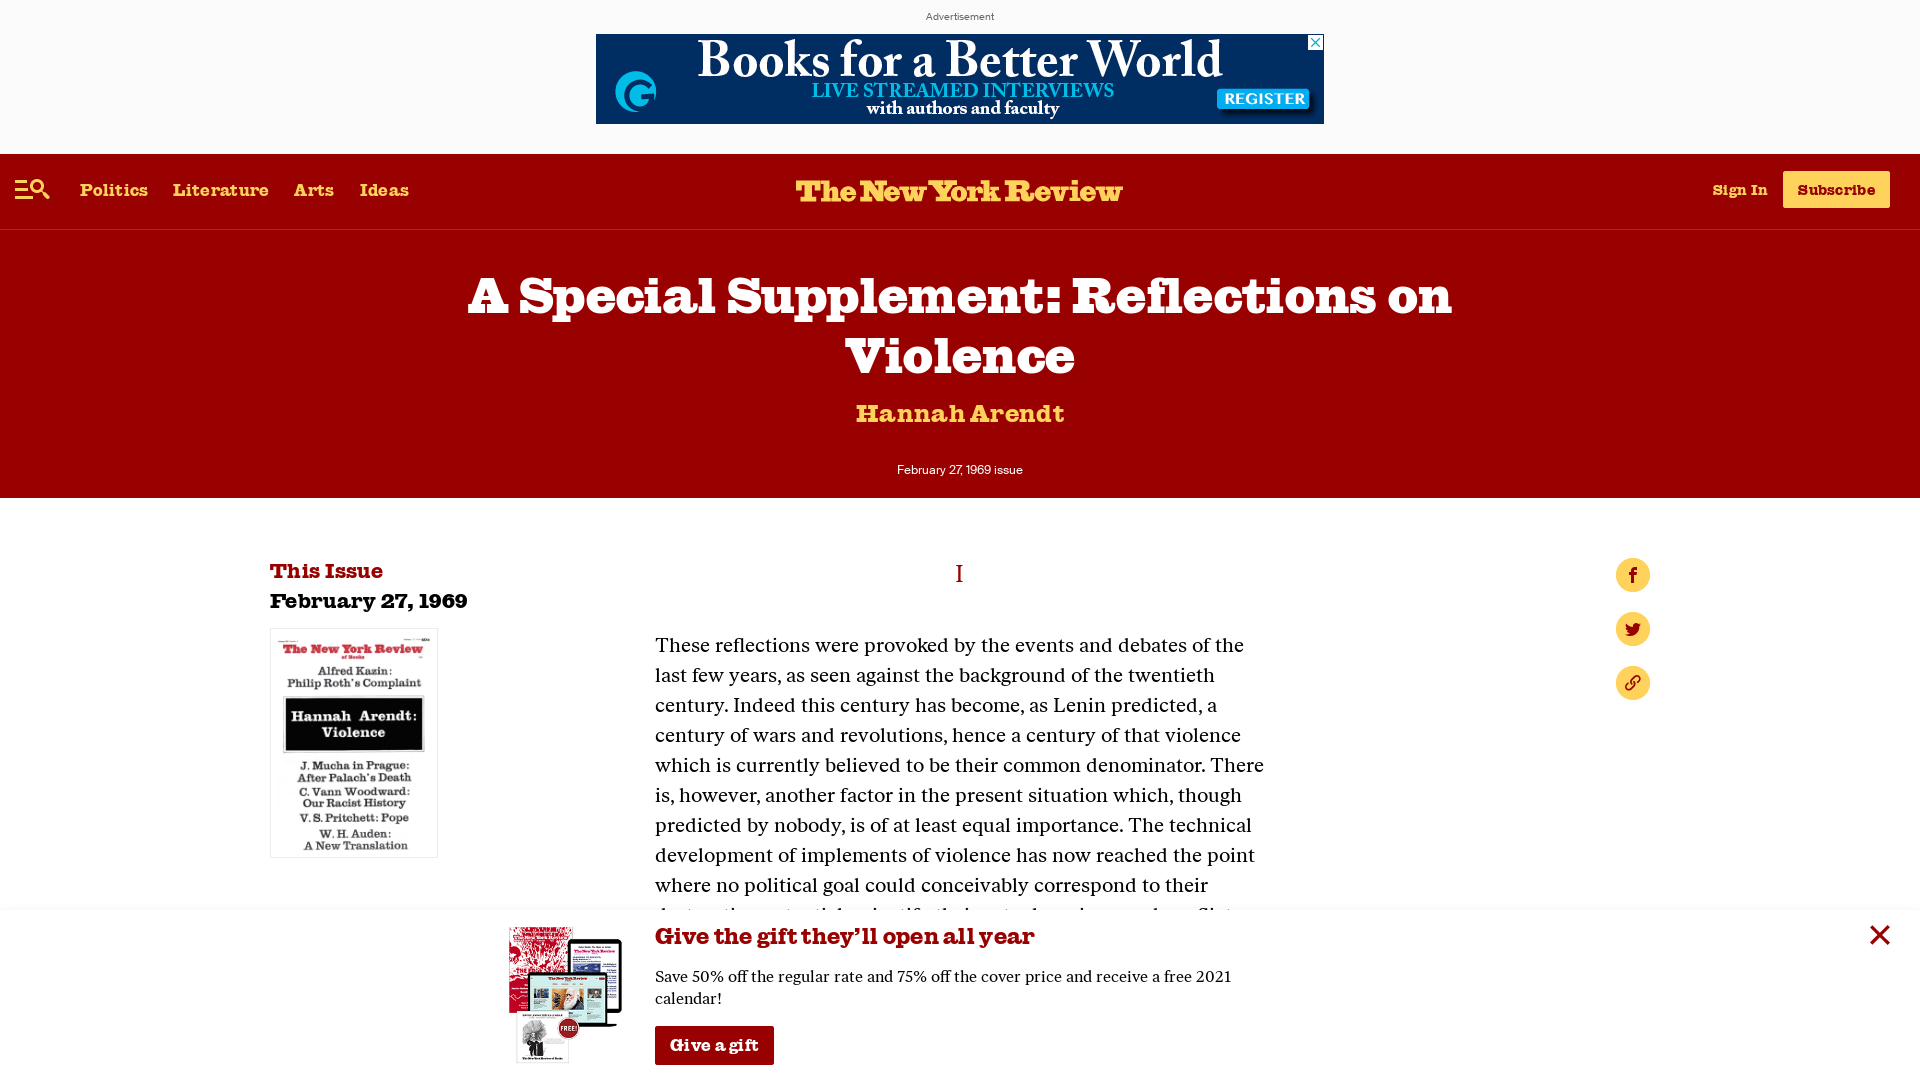 Advertisement
Books for a Better World
LIVE STREAMED INTERVIEWS
with authors and faculty
REGISTER
Politics
Literature
Arts
Ideas
The New York Review
Sign In
Subscribe
A Special Supplement: Reflections on
Violence
Hannah Arendt
February 27, 1969 issue
This Issue
February 27, 1969
The New York Review
of Books
Alfred Kazin:
Philip Roth's Complaint
Hannah Arendt:
Violence
J. Mucha in Prague:
After Palach's Death
C. Vann Woodward:
Our Racist History
V. S. Pritchett: Pope
W. H. Auden:
A New Translation
I
These reflections were provoked by the events and debates of the
last few years, as seen against the background of the twentieth
century. Indeed this century has become, as Lenin predicted, a
century of wars and revolutions, hence a century of that violence
which is currently believed to be their common denominator. There
is, however, another factor in the present situation which, though
predicted by nobody, is of at least equal importance. The technical
development of implements of violence has now reached the point
where no political goal could conceivably correspond to their
Give the gift they’ll open all year
Save 50% off the regular rate and 75% off the cover price and receive a free 2021
calendar!
FREE!
Give a gift